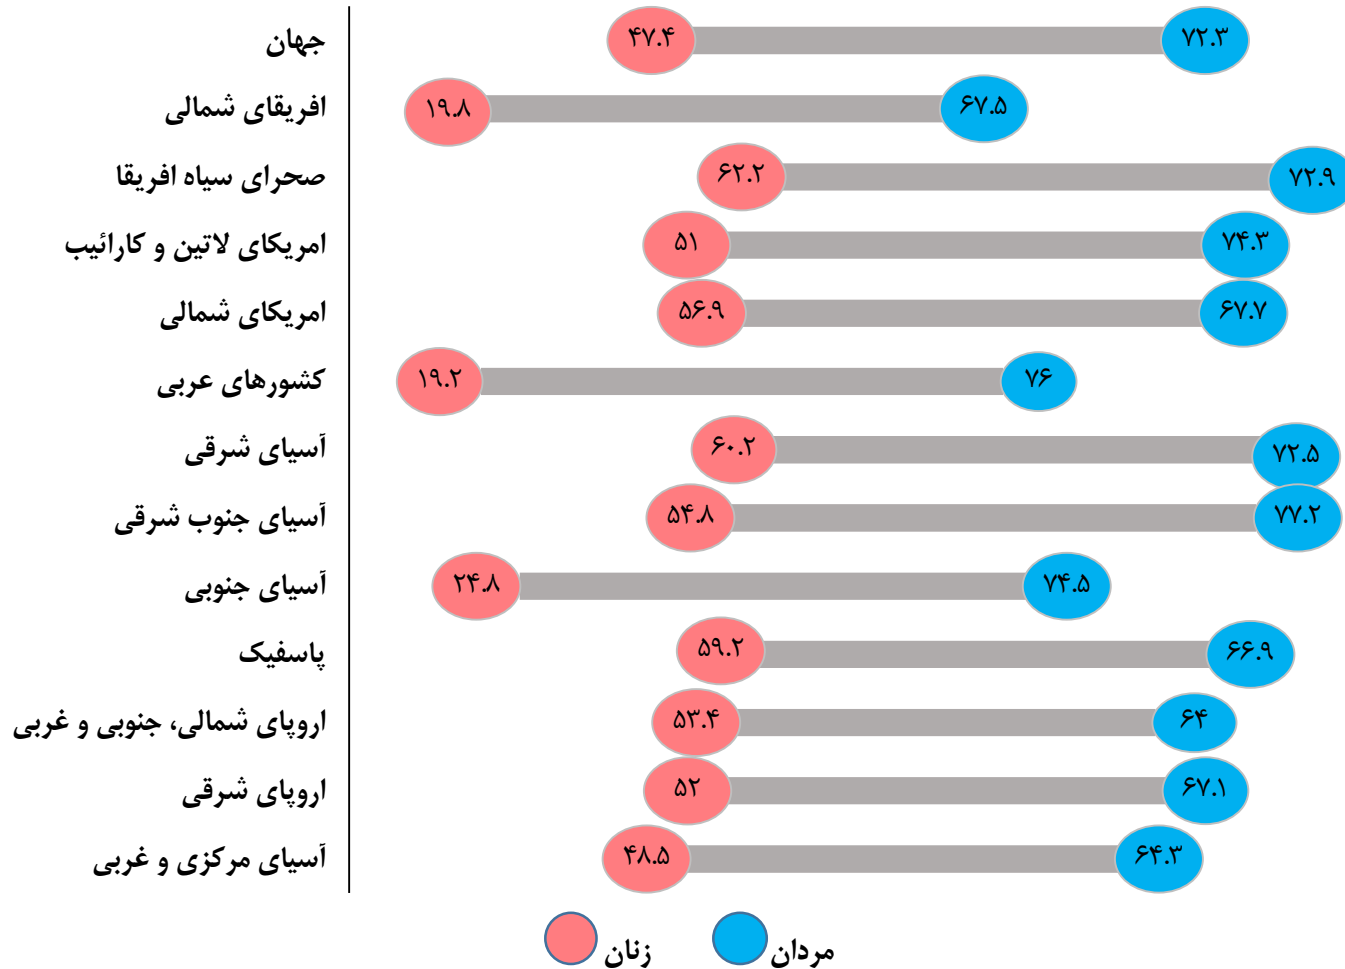 جهان ۴۷.۴ ۷۲.۳
افریقای شمالی ۱۹.۸ ۶۷.۵
صحرای سیاه افریقا ۶۲.۲ ۷۲.۹
امریکای لاتین و کارائیب ۵۱ ۷۴.۳
امریکای شمالی ۵۶.۹ ۶۷.۷
کشورهای عربی ۱۹.۲ ۷۶
آسیای شرقی ۶۰.۲ ۷۲.۵
آسیای جنوب شرقی ۵۴.۸ ۷۷.۲
آسیای جنوبی ۲۴.۸ ۷۴.۵
پاسفیک ۵۹.۲ ۶۶.۹
اروپای شمالی، جنوبی و غربی ۵۳.۴ ۶۴
اروپای شرقی ۵۲ ۶۷.۱
آسیای مرکزی و غربی ۴۸.۵ ۶۴.۳
مردان زنان